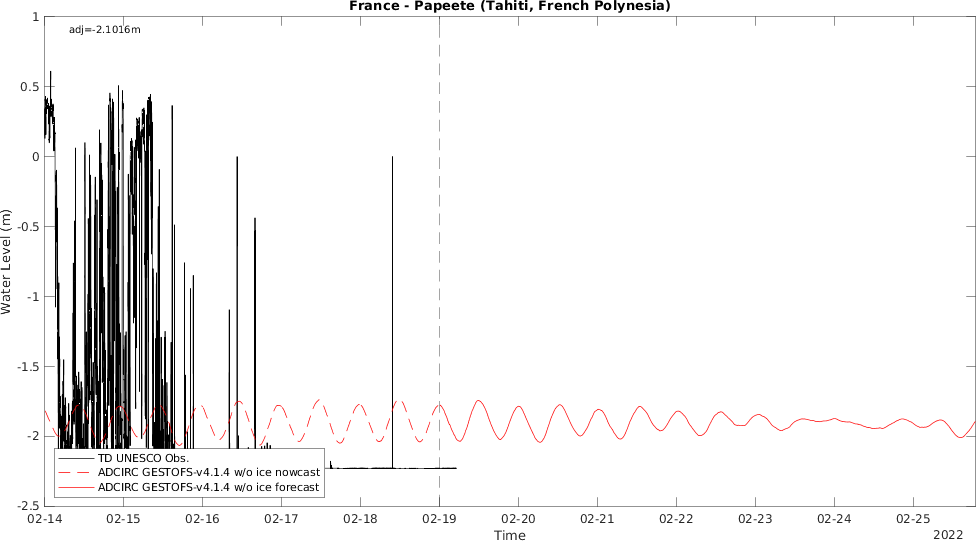 France - Papeete (Tahiti, French Polynesia)
adj=-2.1016m
1
0.5
0
-0.5
-1
-1.5
-2
-2.5
Water Level (m)
TD UNESCO Obs.
ADCIRC GESTOFS-v4.1.4 w/o ice nowcast
ADCIRC GESTOFS-v4.1.4 w/o ice forecast
02-14 02-15 02-16 02-17 02-18 02-19 02-20 02-21 02-22 02-23 02-24 02-25
Time
2022